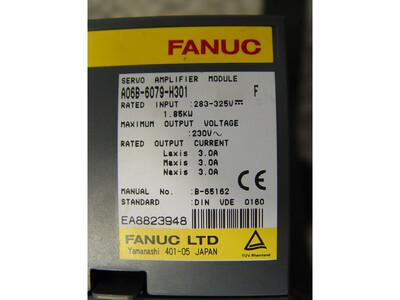 FANUC
SERVO AMPLIFIER MODULE
A06B-6079-H301 F
RATED INPUT :283-325V⎓
1.85KW
MAXIMUM OUTPUT VOLTAGE
:230V～
RATED OUTPUT CURRENT
Laxis 3.0A
Maxis 3.0A
Naxis 3.0A
CE
MANUAL No. :B-65162
STANDARD :DIN VDE 0160
EA8823948
FANUC LTD
Yamanashi 401-05 JAPAN
TÜV Rheinland